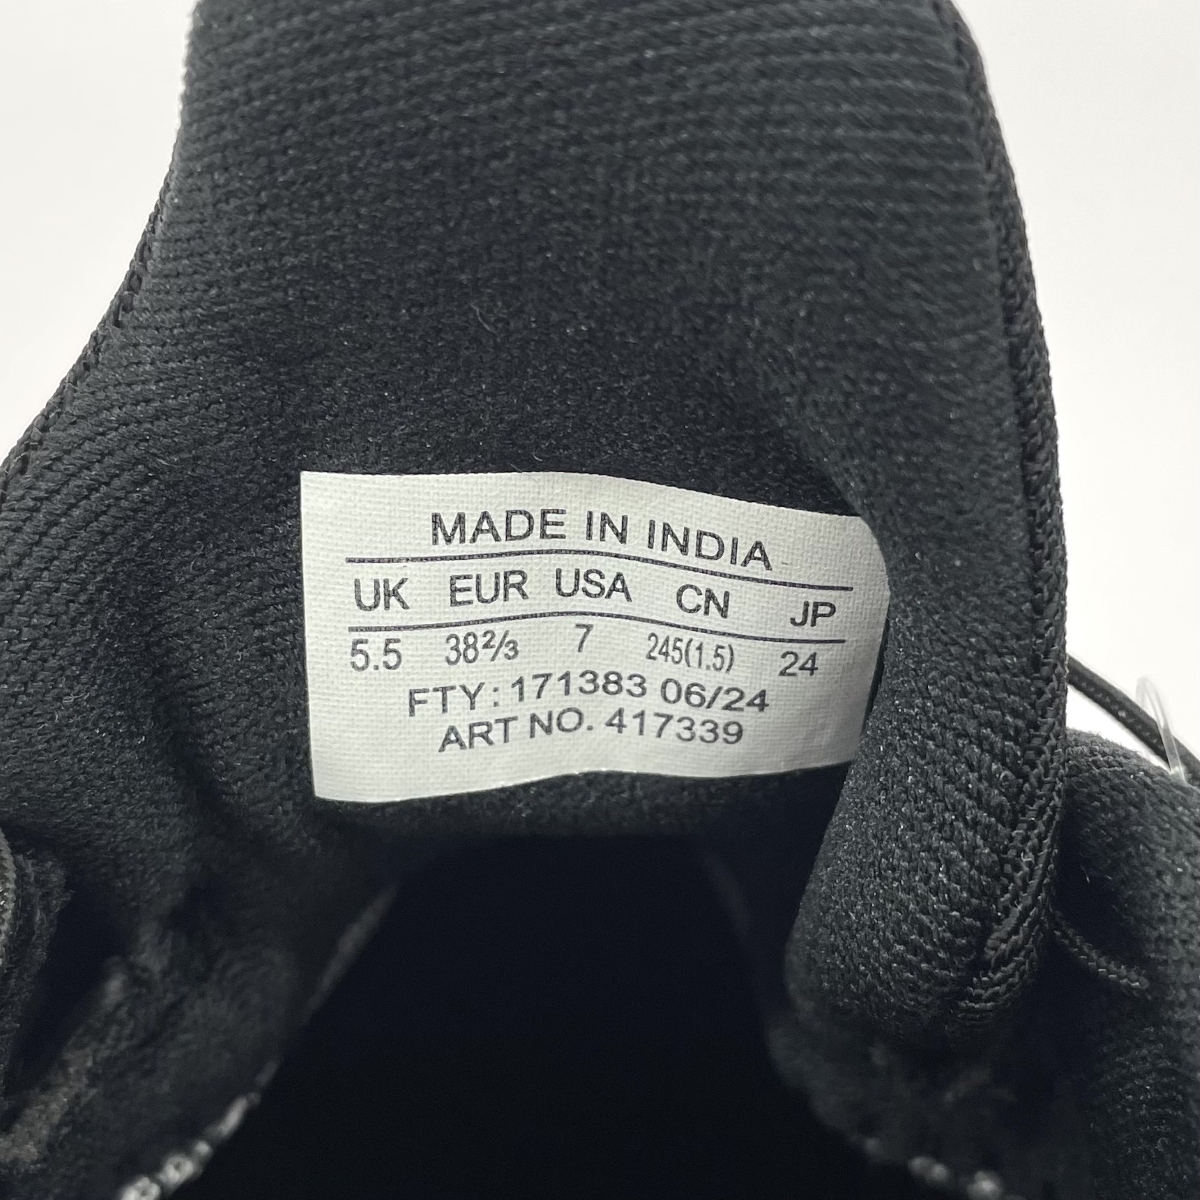 MADE IN INDIA
UK EUR USA CN JP
5.5 38⅔ 7 245(1.5) 24
FTY: 171383 06/24
ART NO. 417339